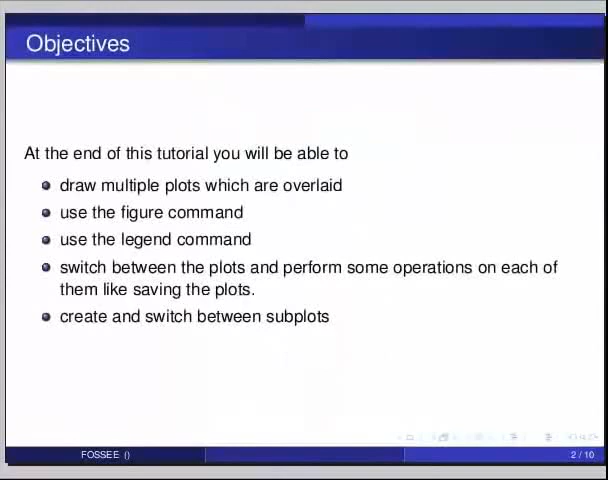 Objectives
At the end of this tutorial you will be able to
draw multiple plots which are overlaid
use the figure command
use the legend command
switch between the plots and perform some operations on each of
them like saving the plots.
create and switch between subplots
FOSSEE ()
2 / 10